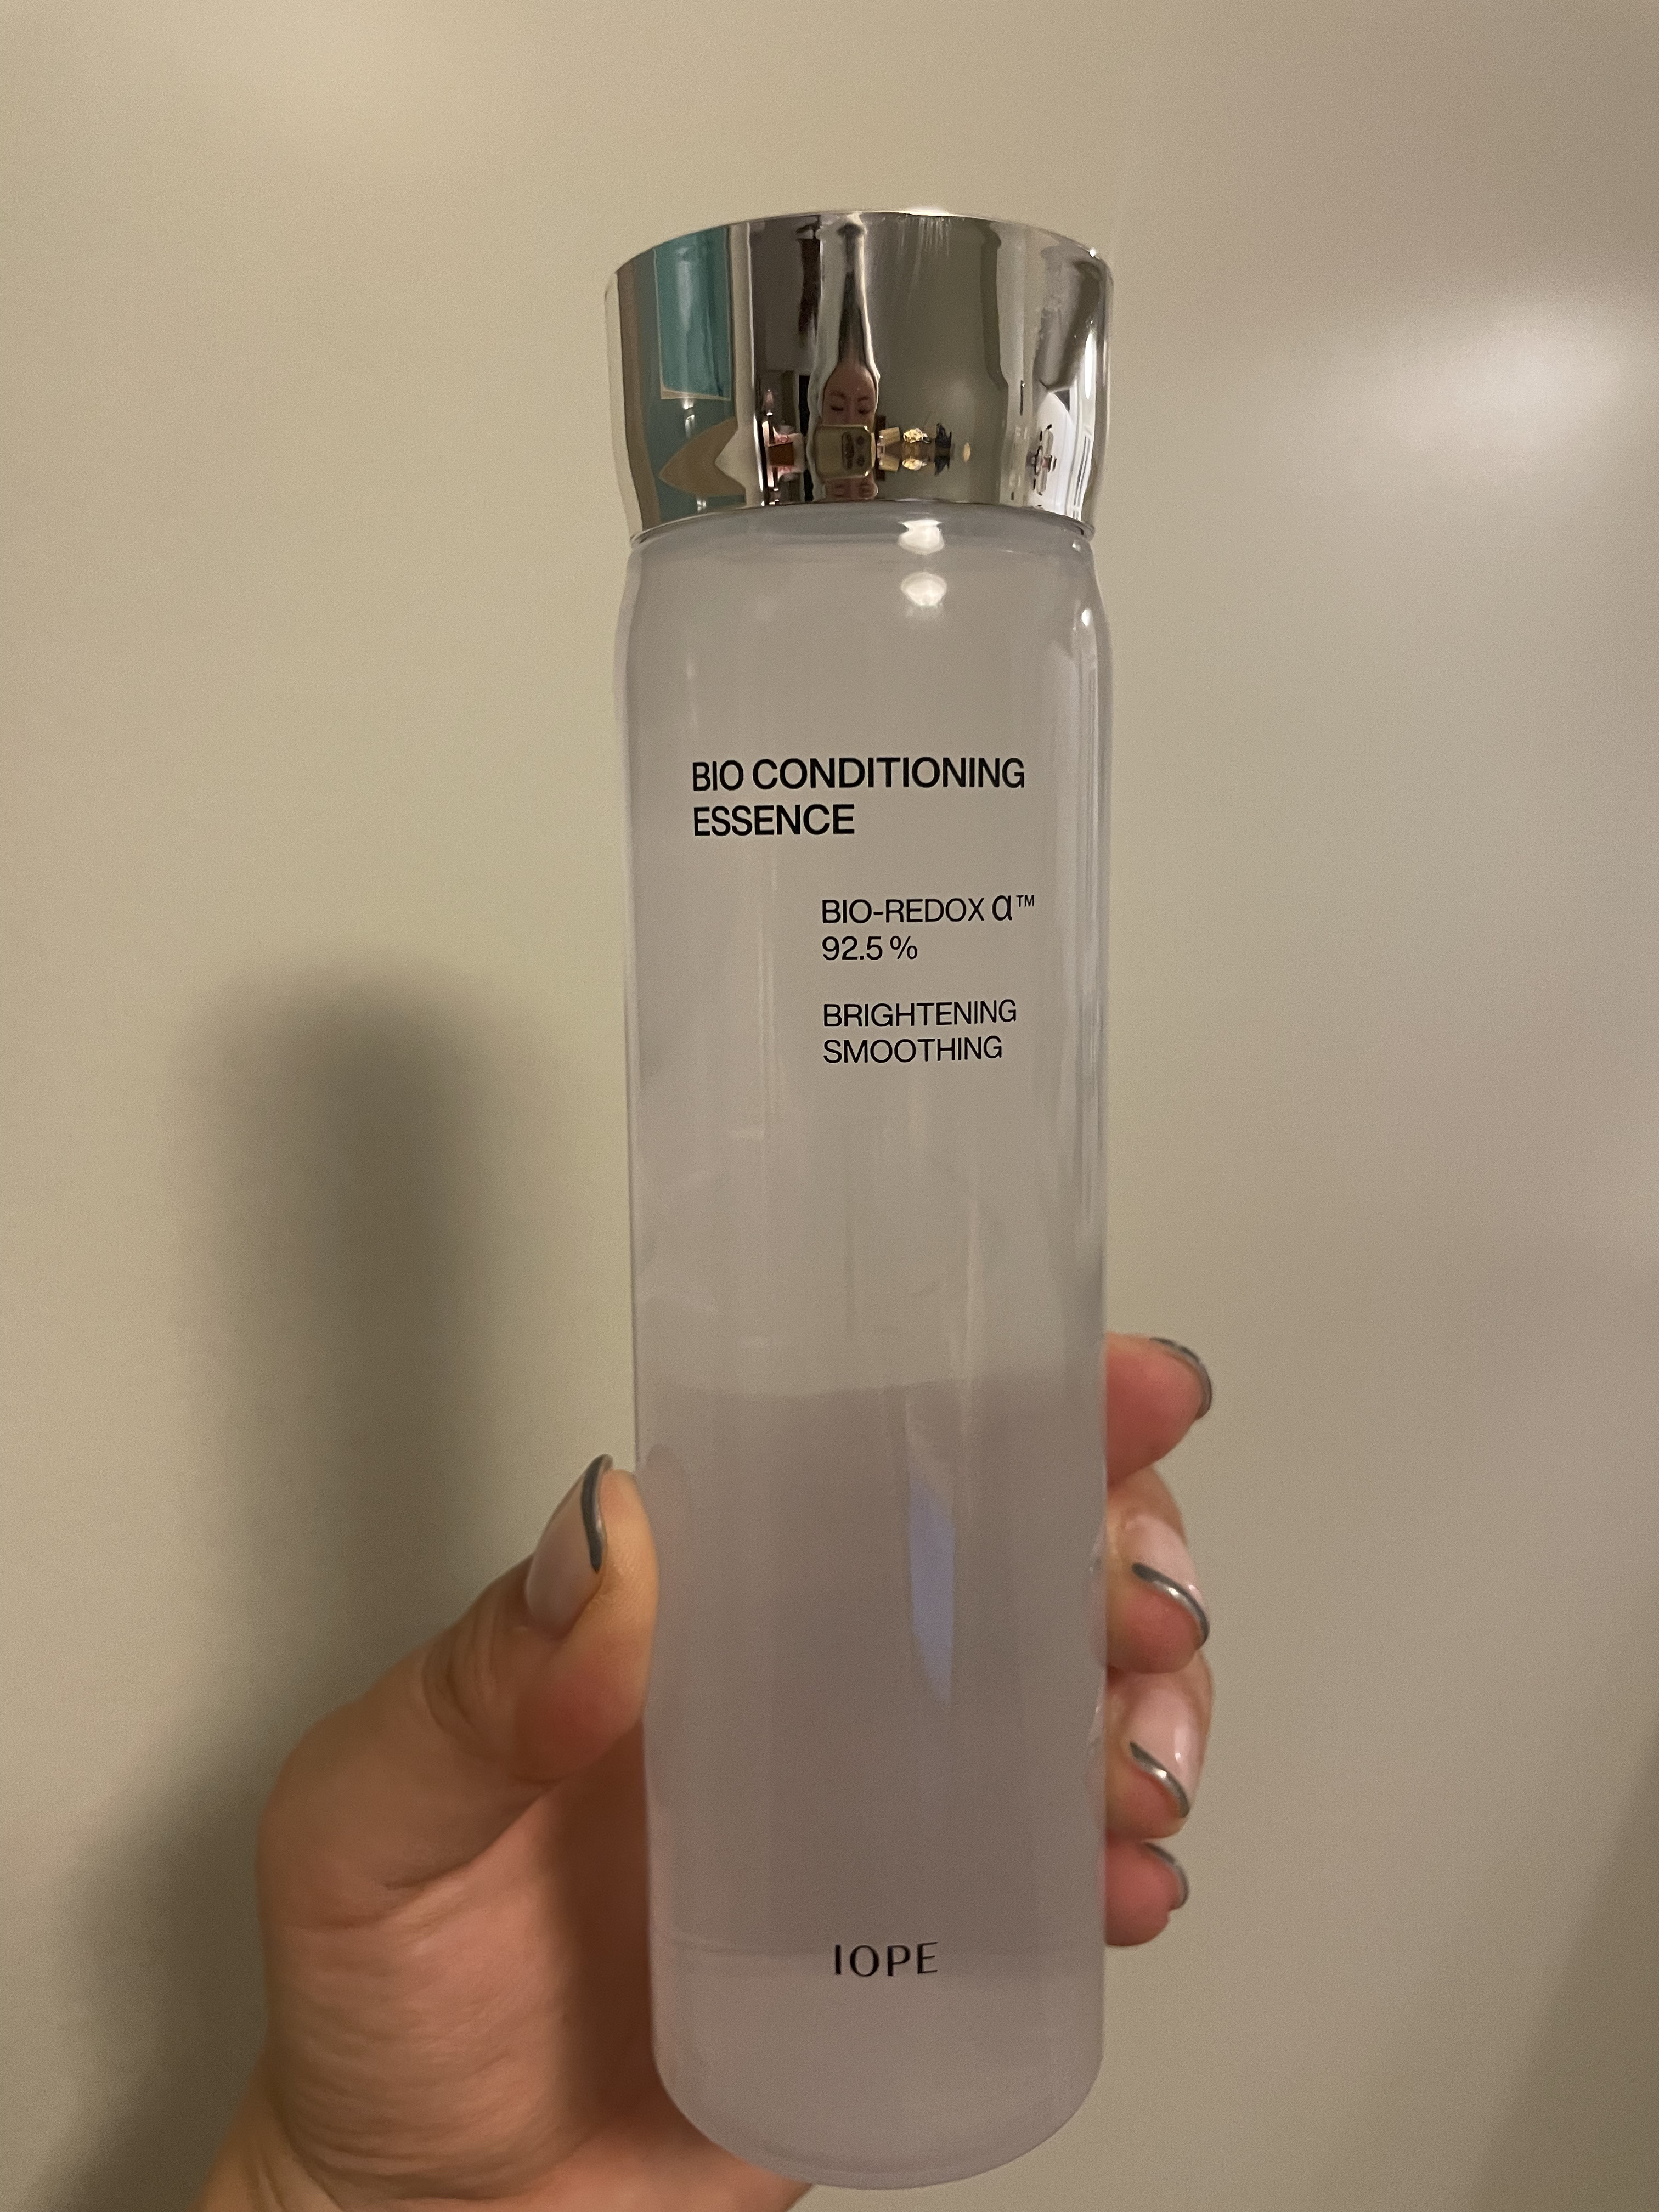 BIO CONDITIONING
ESSENCE
BIO-REDOX α™
92.5 %
BRIGHTENING
SMOOTHING
IOPE